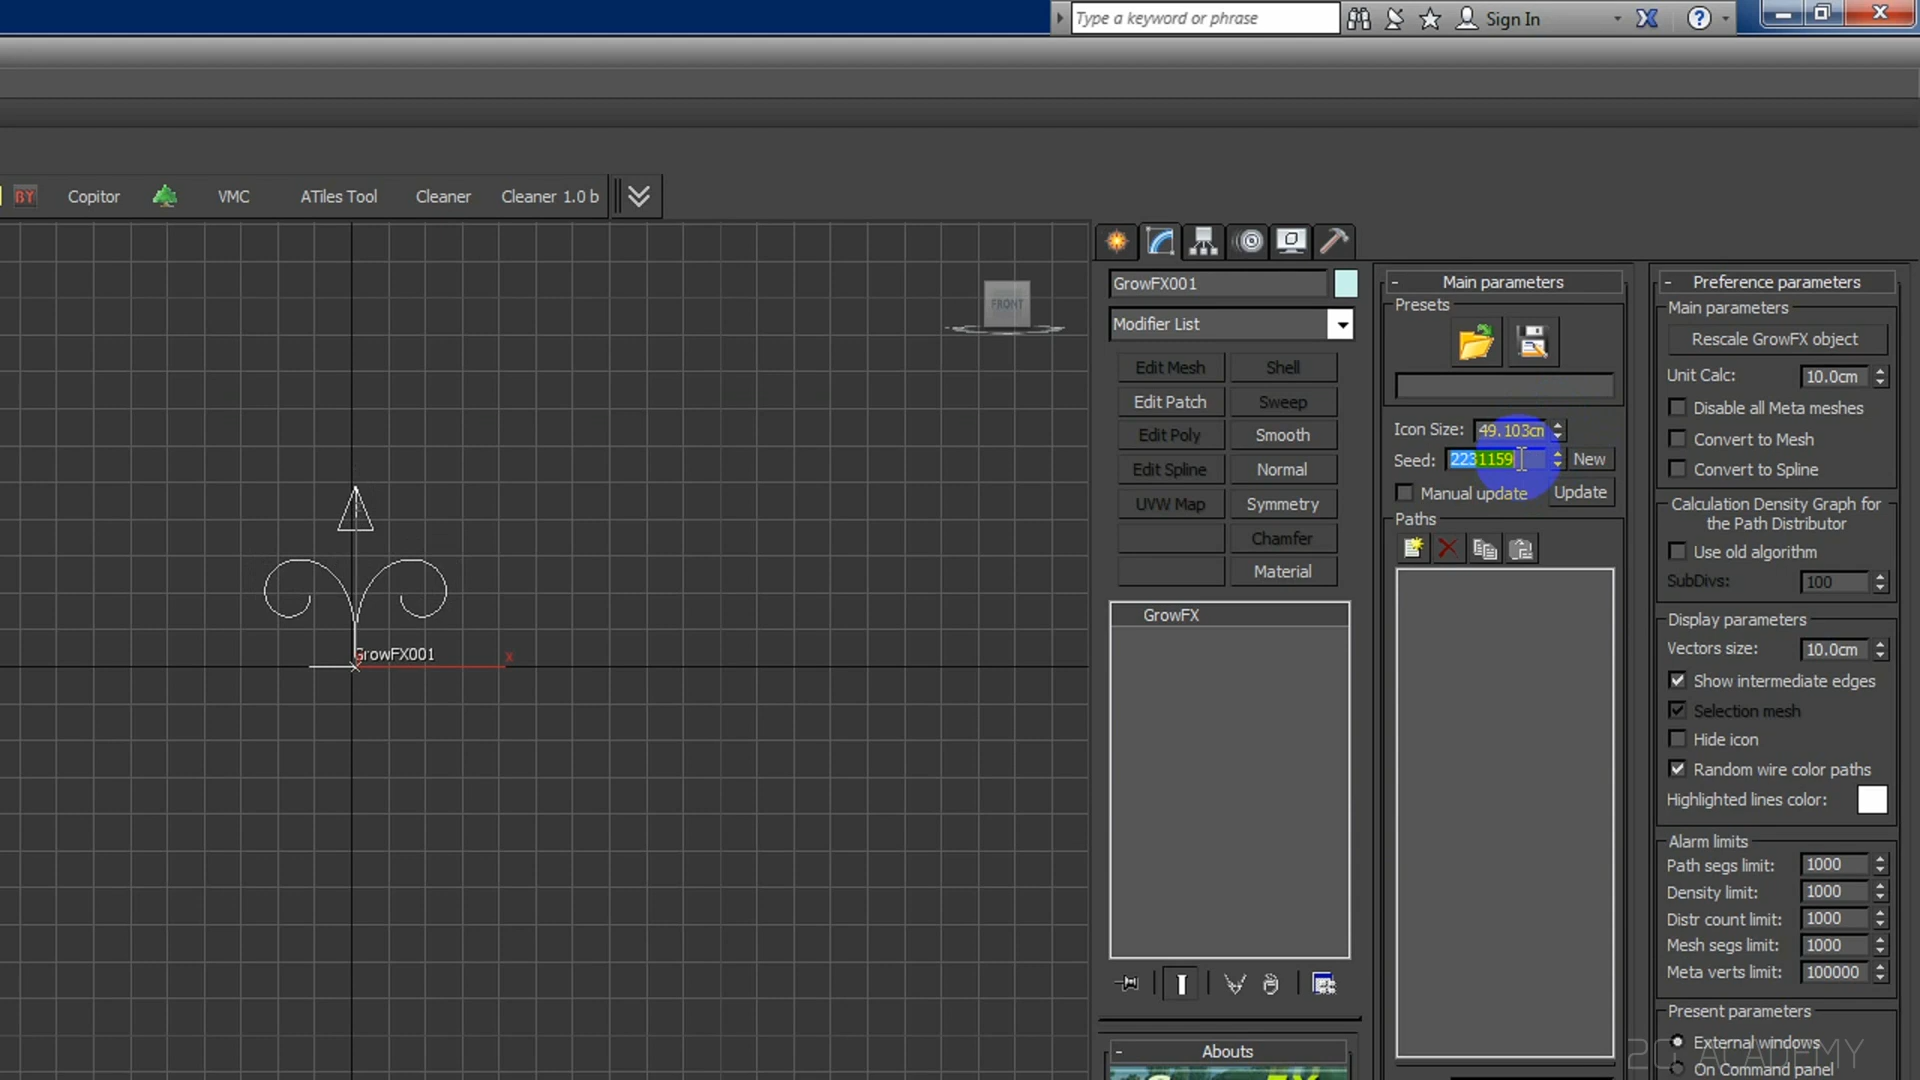 Type a keyword or phrase
Sign In
BY
Copitor
VMC
ATiles Tool
Cleaner
Cleaner 1.0 b
FRONT
GrowFX001
x
GrowFX001
Modifier List
Edit Mesh
Shell
Edit Patch
Sweep
Edit Poly
Smooth
Edit Spline
Normal
UVW Map
Symmetry
Chamfer
Material
GrowFX
Abouts
- Main parameters
Presets
Icon Size: 49.103cm
Seed: 2231159 New
Manual update Update
Paths
- Preference parameters
Main parameters
Rescale GrowFX object
Unit Calc: 10.0cm
Disable all Meta meshes
Convert to Mesh
Convert to Spline
Calculation Density Graph for
the Path Distributor
Use old algorithm
SubDivs: 100
Display parameters
Vectors size: 10.0cm
Show intermediate edges
Selection mesh
Hide icon
Random wire color paths
Highlighted lines color:
Alarm limits
Path segs limit: 1000
Density limit: 1000
Distr count limit: 1000
Mesh segs limit: 1000
Meta verts limit: 100000
Present parameters
External windows
On Command panel
ACADEMY